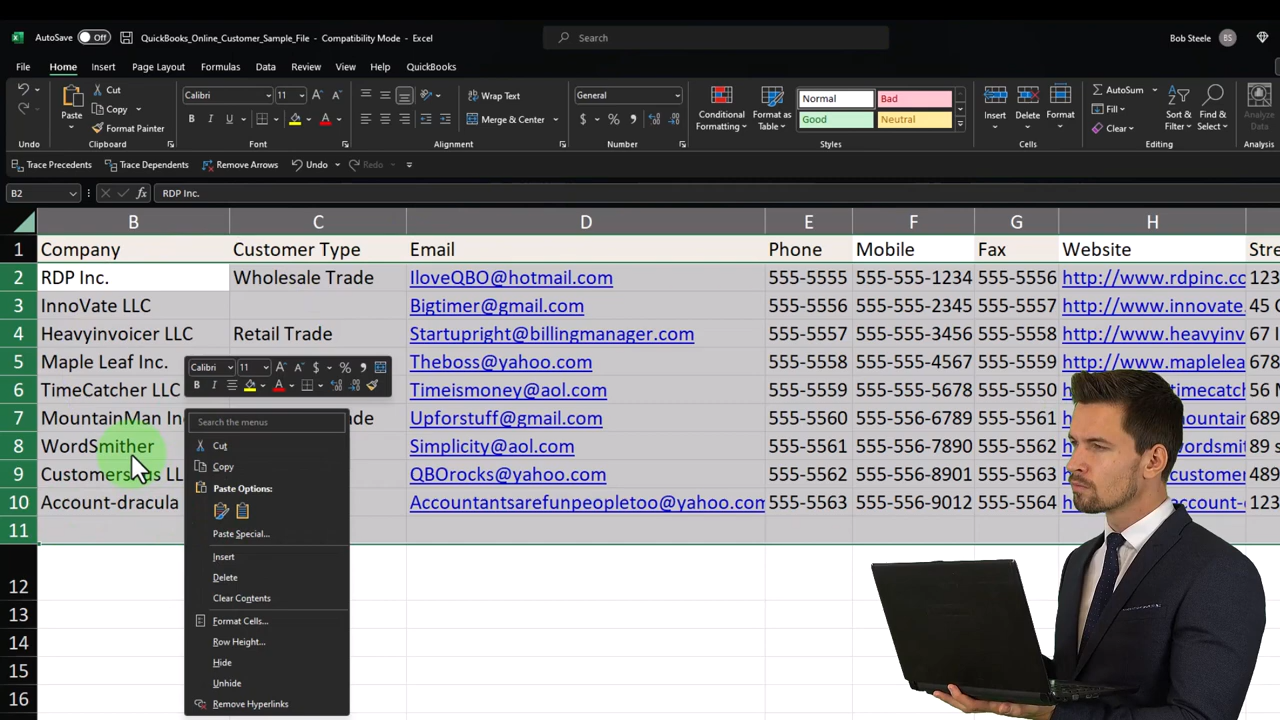 AutoSave Off QuickBooks_Online_Customer_Sample_File - Compatibility Mode - Excel Search Bob Steele BS
File Home Insert Page Layout Formulas Data Review View Help QuickBooks
Paste
Cut
Copy
Format Painter
Calibri 11
B I U
Wrap Text
Merge & Center
General
$ % ,
Conditional Formatting
Format as Table
Normal Bad
Good Neutral
Insert Delete Format
AutoSum
Fill
Clear
Sort & Filter
Find & Select
Analyze Data
Undo Clipboard Font Alignment Number Styles Cells Editing Analysis
Trace Precedents Trace Dependents Remove Arrows Undo Redo
B2 fx RDP Inc.
B C D E F G H
1 Company Customer Type Email Phone Mobile Fax Website Stre
2 RDP Inc. Wholesale Trade IloveQBO@hotmail.com 555-5555 555-555-1234 555-5556 http://www.rdpinc.co 123
3 InnoVate LLC Bigtimer@gmail.com 555-5556 555-555-2345 555-5557 http://www.innovate. 45 
4 Heavyinvoicer LLC Retail Trade Startupright@billingmanager.com 555-5557 555-555-3456 555-5558 http://www.heavyinv 67 
5 Maple Leaf Inc. Theboss@yahoo.com 555-5558 555-555-4567 555-5559 http://www.maplelea 678
6 TimeCatcher LLC Timeismoney@aol.com 555-5559 555-555-5678 555-5560
7 MountainMan Inc Upforstuff@gmail.com 555-5560 555-556-6789 555-5561
8 WordSmither Simplicity@aol.com 555-5561 555-556-7890 555-5562
9 QBOrocks@yahoo.com 555-5562 555-556-8901 555-5563
10 Account-dracula Accountantsarefunpeopletoo@yahoo.com 555-5563 555-556-9012 555-5564
11
12
13
14
15
16
Calibri 11 $ % ,
B I A
Search the menus
Cut
Copy
Paste Options:
Paste Special...
Insert
Delete
Clear Contents
Format Cells...
Row Height...
Hide
Unhide
Remove Hyperlinks